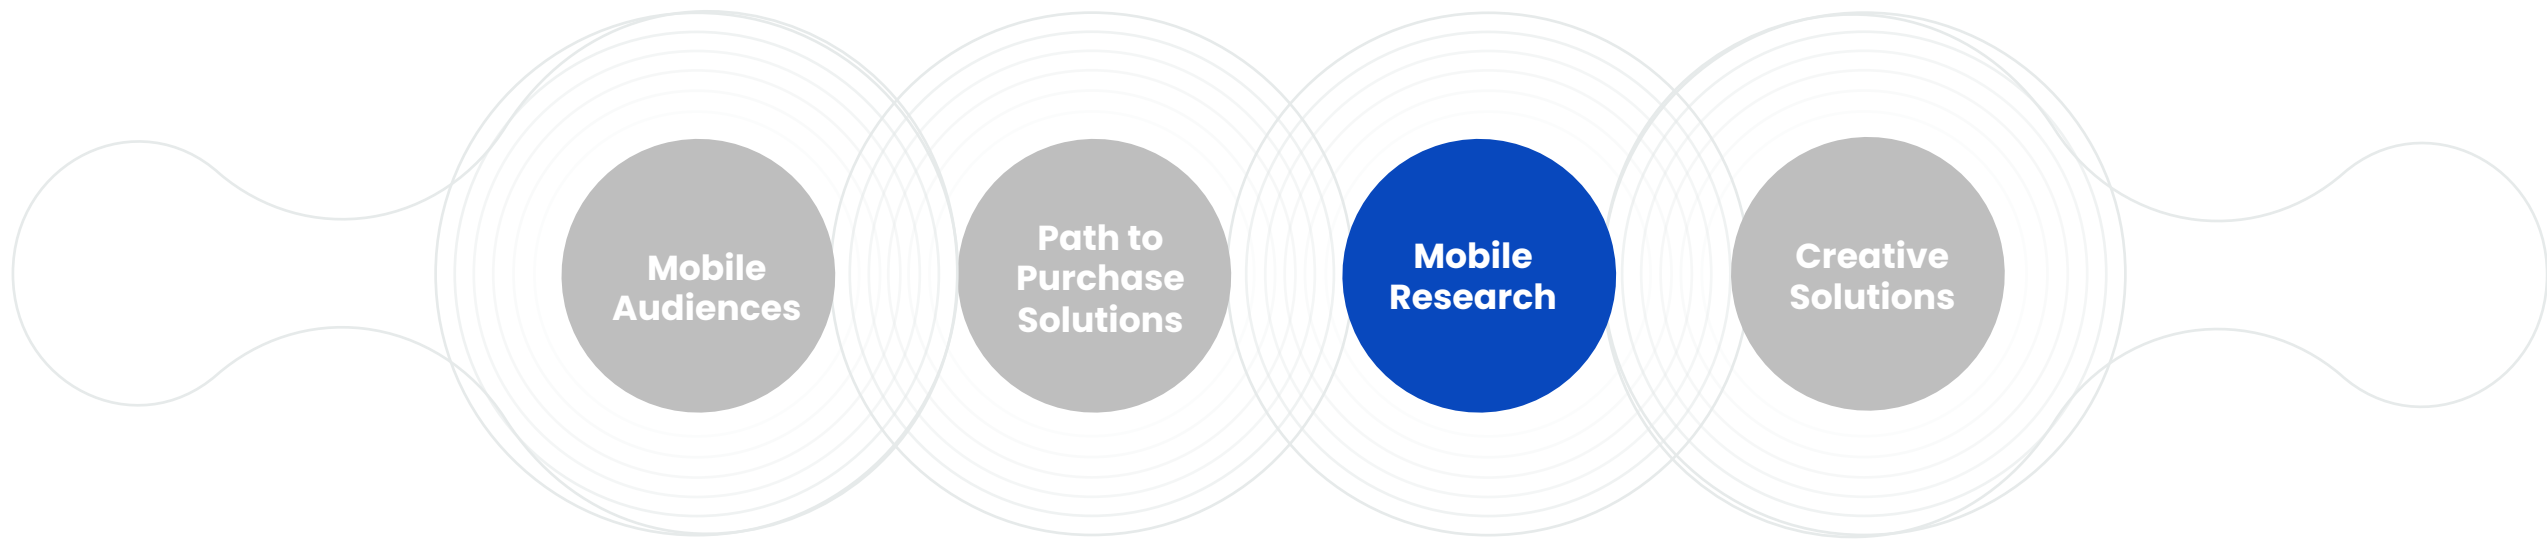 Mobile
Audiences
Path to
Purchase
Solutions
Mobile
Research
Creative
Solutions